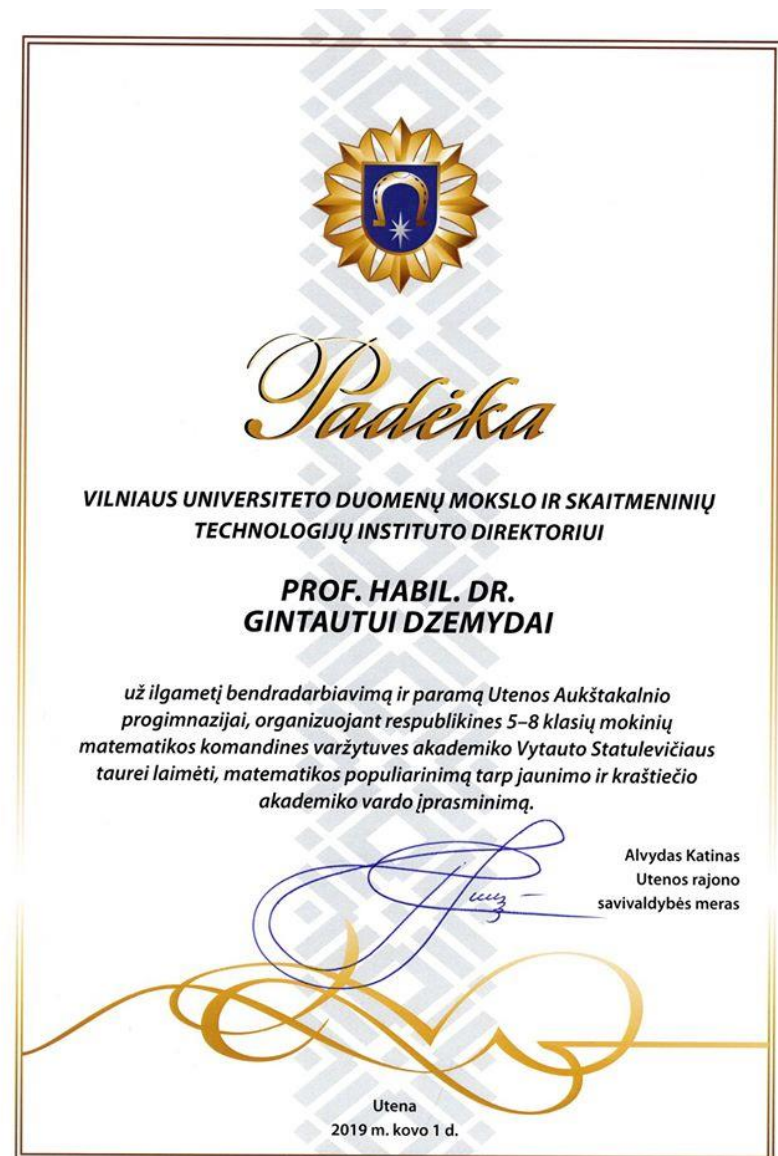 Padėka
VILNIAUS UNIVERSITETO DUOMENŲ MOKSLO IR SKAITMENINIŲ
TECHNOLOGIJŲ INSTITUTO DIREKTORIUI
PROF. HABIL. DR.
GINTAUTUI DZEMYDAI
už ilgametį bendradarbiavimą ir paramą Utenos Aukštakalnio
progimnazijai, organizuojant respublikines 5–8 klasių mokinių
matematikos komandines varžytuves akademiko Vytauto Statulevičiaus
taurei laimėti, matematikos populiarinimą tarp jaunimo ir kraštiečio
akademiko vardo įprasminimą.
Alvydas Katinas
Utenos rajono
savivaldybės meras
Utena
2019 m. kovo 1 d.